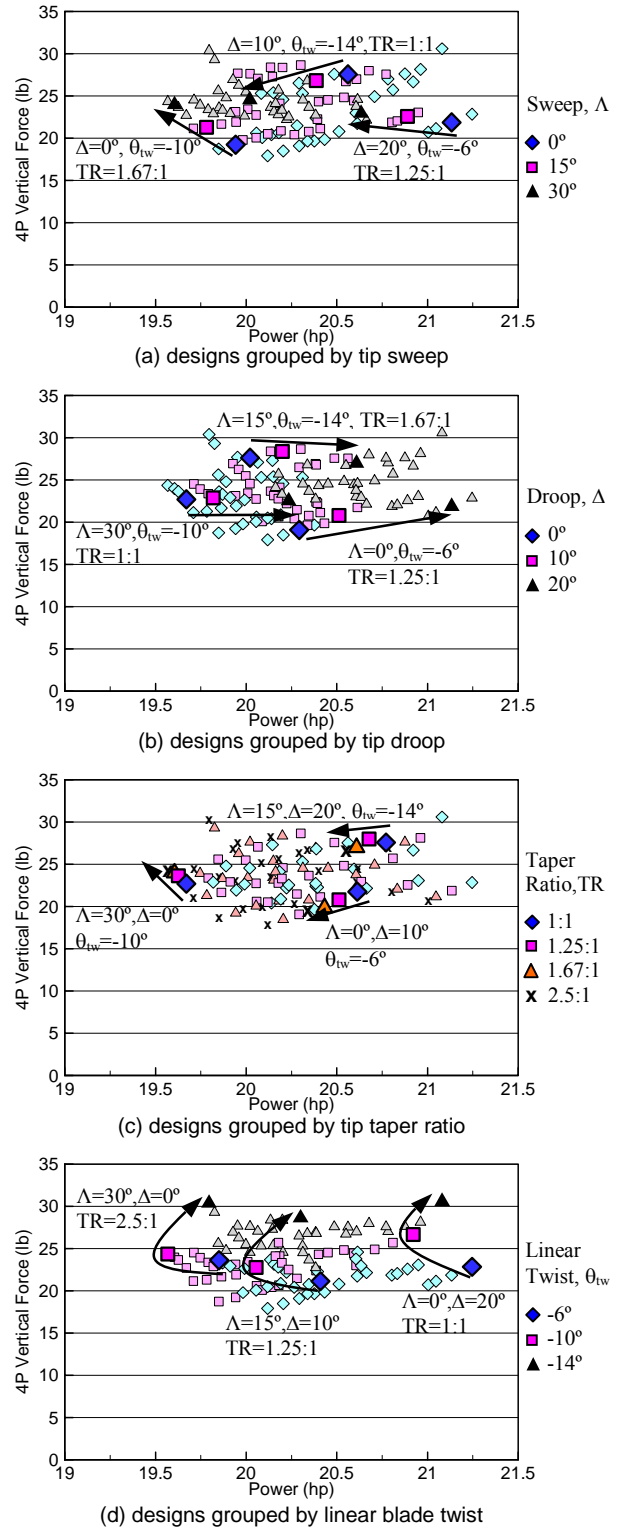 35
30
25
20
15
10
5
0
4P Vertical Force (lb)
Δ=10º, θtw=-14º,TR=1:1
Δ=0º, θtw=-10º
TR=1.67:1
Δ=20º, θtw=-6º
TR=1.25:1
Sweep, Λ
0º
15º
30º
19 19.5 20 20.5 21 21.5
Power (hp)
(a) designs grouped by tip sweep
35
30
25
20
15
10
5
0
4P Vertical Force (lb)
Λ=15º,θtw=-14º, TR=1.67:1
Λ=30º,θtw=-10º
TR=1:1
Λ=0º,θtw=-6º
TR=1.25:1
Droop, Δ
0º
10º
20º
19 19.5 20 20.5 21 21.5
Power (hp)
(b) designs grouped by tip droop
35
30
25
20
15
10
5
0
4P Vertical Force (lb)
Λ=15º,Δ=20º, θtw=-14º
Λ=30º,Δ=0º
θtw=-10º
Λ=0º,Δ=10º
θtw=-6º
Taper
Ratio,TR
1:1
1.25:1
1.67:1
2.5:1
19 19.5 20 20.5 21 21.5
Power (hp)
(c) designs grouped by tip taper ratio
35
30
25
20
15
10
5
0
4P Vertical Force (lb)
Λ=30º,Δ=0º
TR=2.5:1
Λ=15º,Δ=10º
TR=1.25:1
Λ=0º,Δ=20º
TR=1:1
Linear
Twist, θtw
-6º
-10º
-14º
19 19.5 20 20.5 21 21.5
Power (hp)
(d) designs grouped by linear blade twist